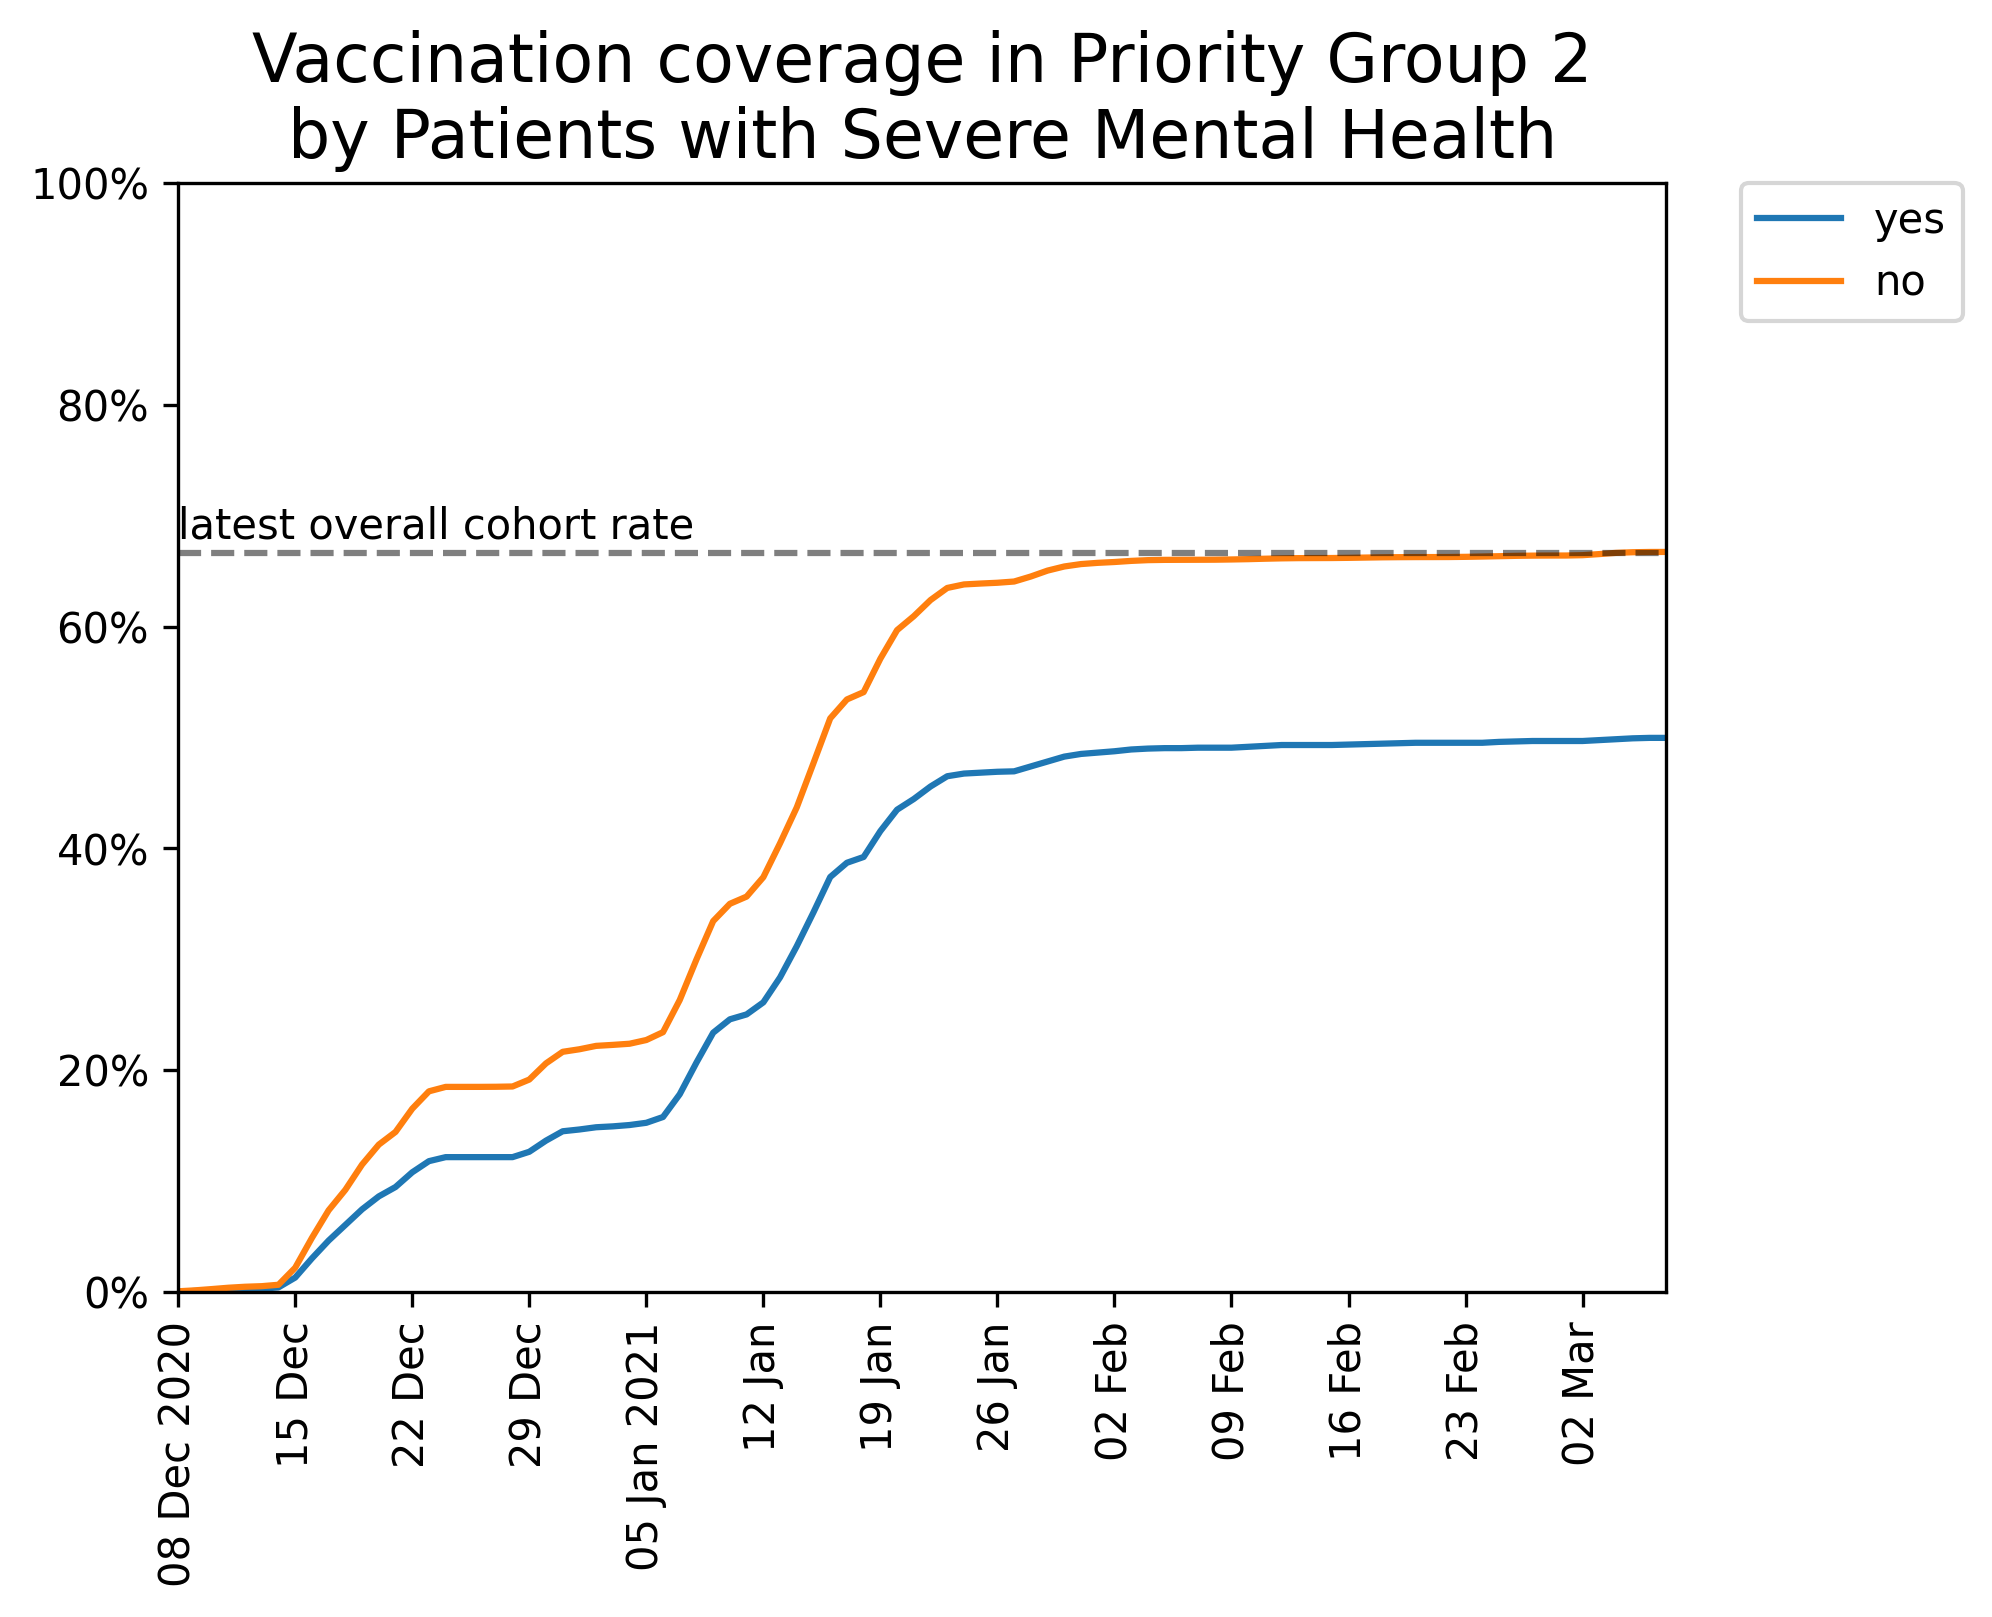 Vaccination coverage in Priority Group 2
by Patients with Severe Mental Health
100%
80%
60%
40%
20%
0%
latest overall cohort rate
yes
no
08 Dec 2020
15 Dec
22 Dec
29 Dec
05 Jan 2021
12 Jan
19 Jan
26 Jan
02 Feb
09 Feb
16 Feb
23 Feb
02 Mar